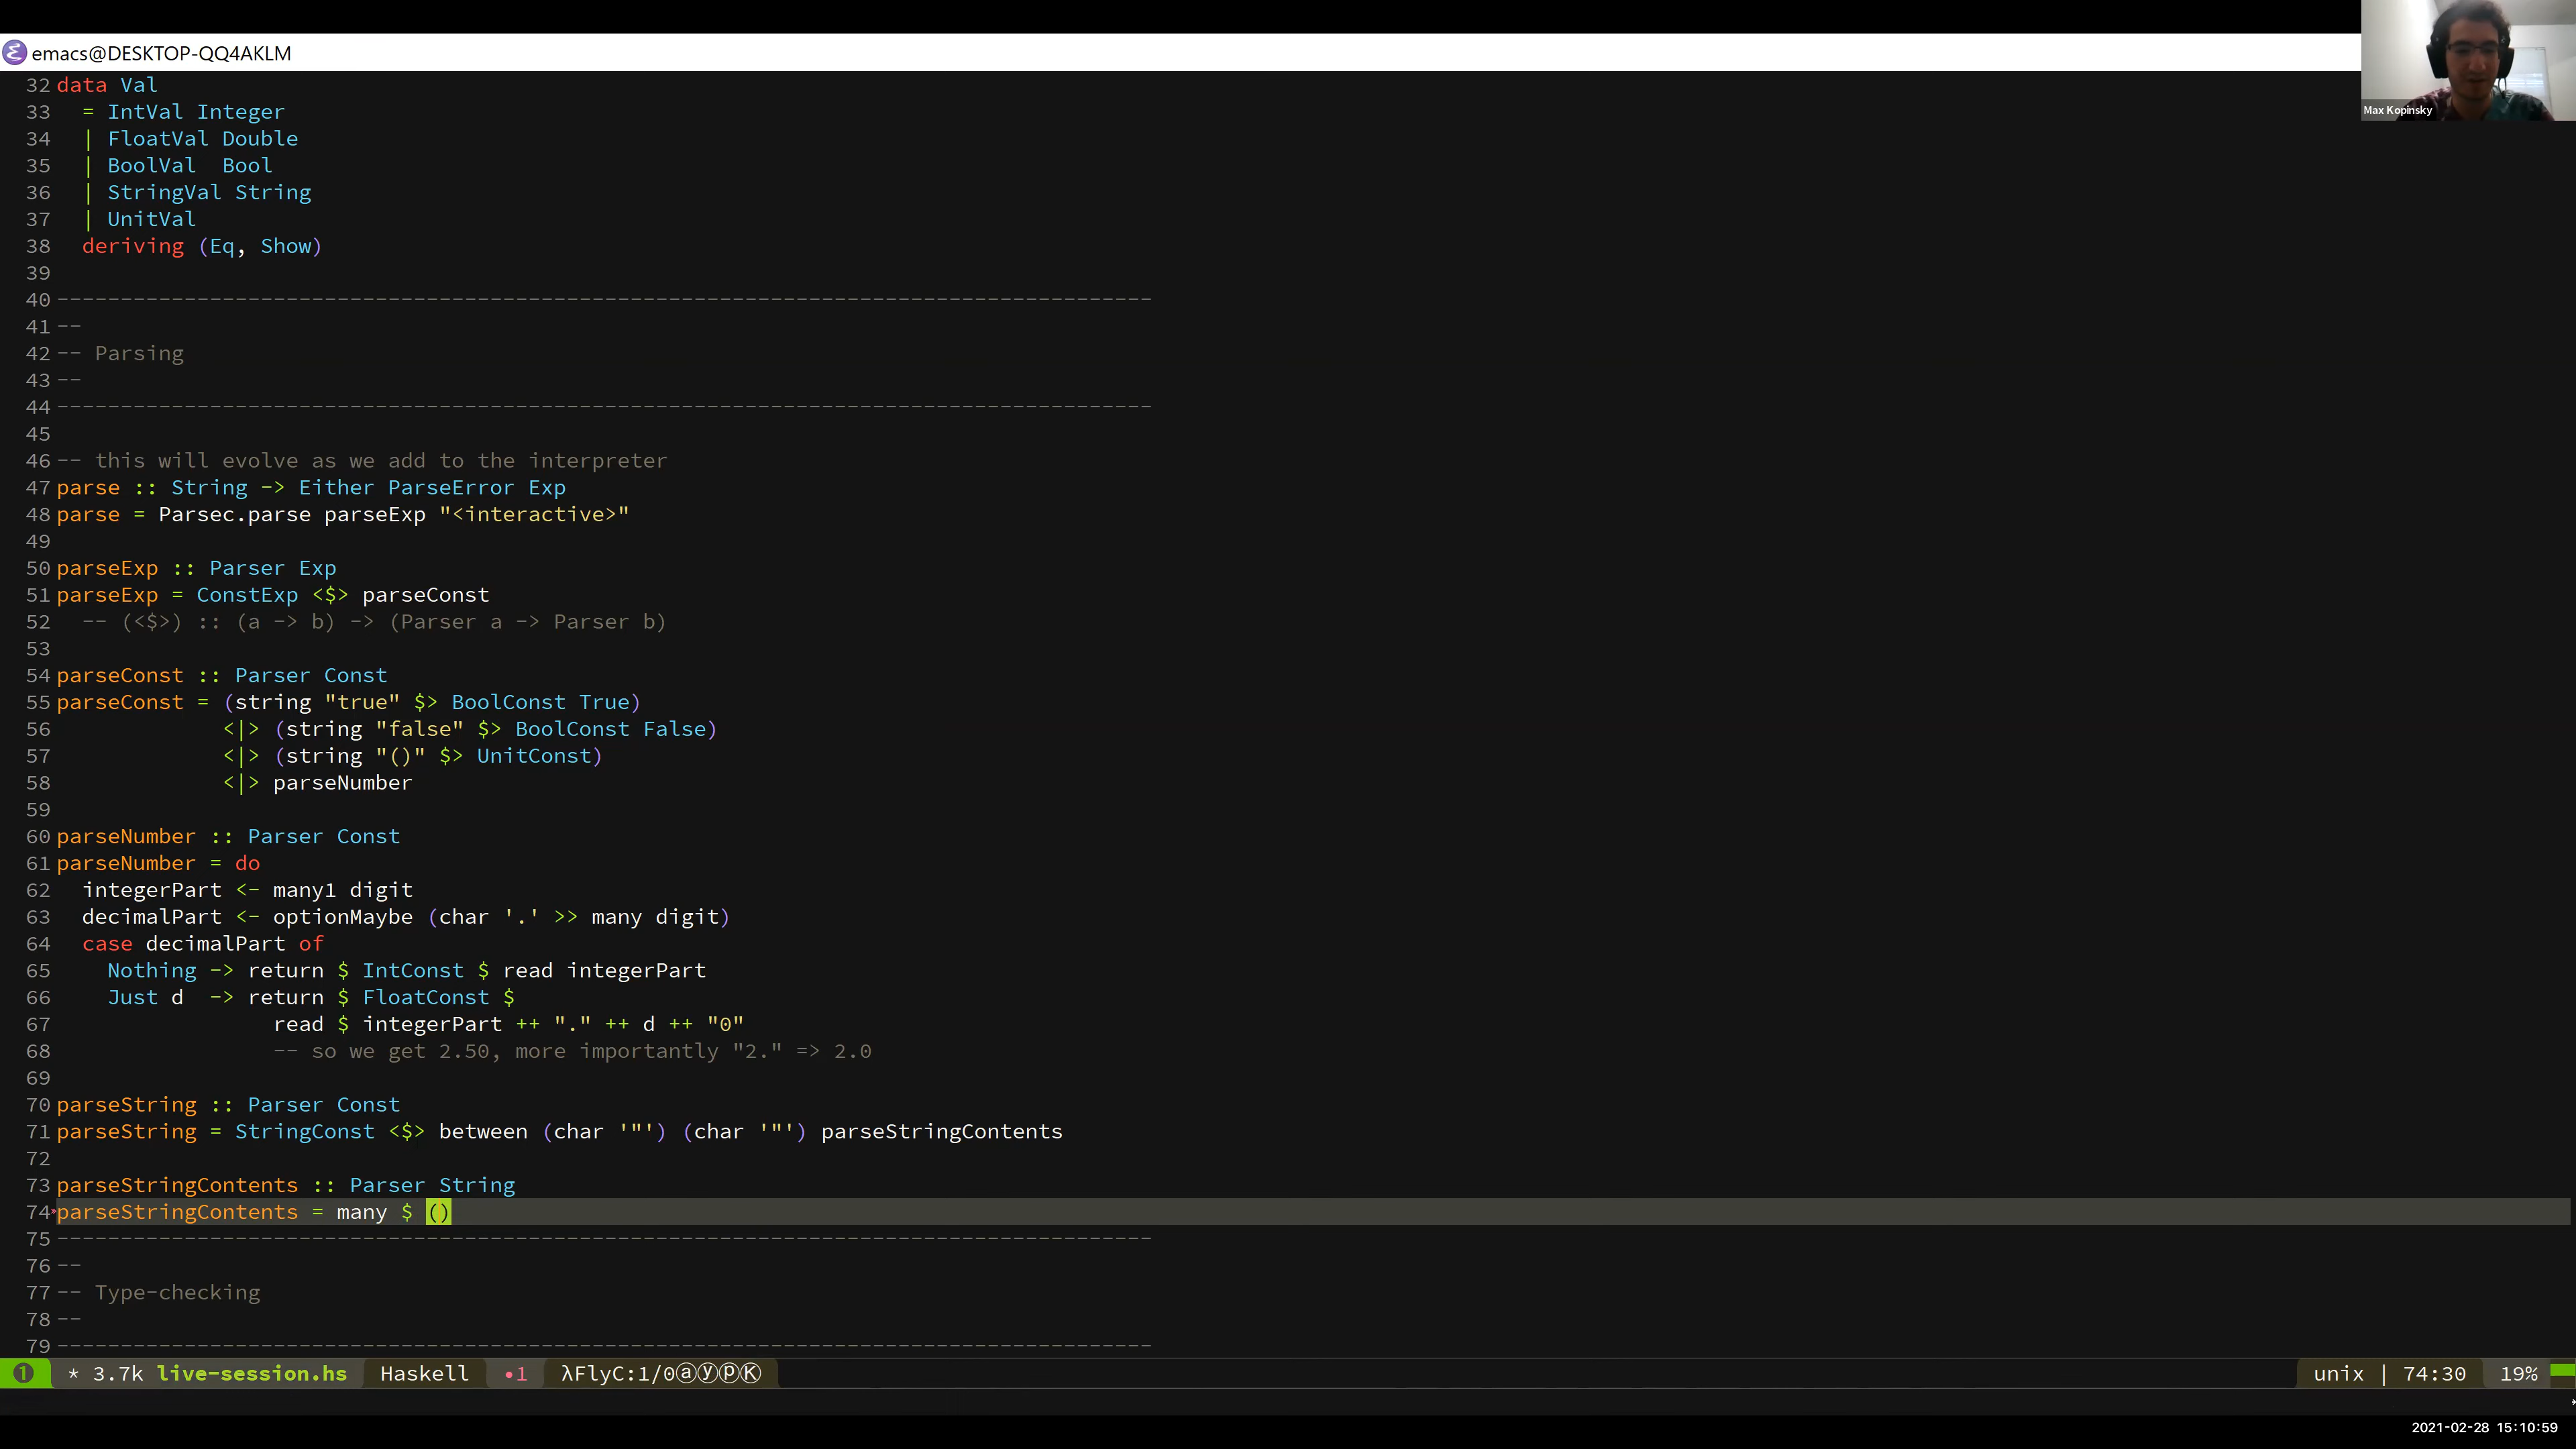 emacs@DESKTOP-QQ4AKLM
Max Kopinsky
32 data Val
33   = IntVal Integer
34   | FloatVal Double
35   | BoolVal  Bool
36   | StringVal String
37   | UnitVal
38   deriving (Eq, Show)
39
40 --------------------------------------------------------------------------------------
41 --
42 -- Parsing
43 --
44 --------------------------------------------------------------------------------------
45
46 -- this will evolve as we add to the interpreter
47 parse :: String -> Either ParseError Exp
48 parse = Parsec.parse parseExp "<interactive>"
49
50 parseExp :: Parser Exp
51 parseExp = ConstExp <$> parseConst
52   -- (<$>) :: (a -> b) -> (Parser a -> Parser b)
53
54 parseConst :: Parser Const
55 parseConst = (string "true" $> BoolConst True)
56              <|> (string "false" $> BoolConst False)
57              <|> (string "()" $> UnitConst)
58              <|> parseNumber
59
60 parseNumber :: Parser Const
61 parseNumber = do
62   integerPart <- many1 digit
63   decimalPart <- optionMaybe (char '.' >> many digit)
64   case decimalPart of
65     Nothing -> return $ IntConst $ read integerPart
66     Just d  -> return $ FloatConst $
67                  read $ integerPart ++ "." ++ d ++ "0"
68                  -- so we get 2.50, more importantly "2." => 2.0
69
70 parseString :: Parser Const
71 parseString = StringConst <$> between (char '"') (char '"') parseStringContents
72
73 parseStringContents :: Parser String
74 parseStringContents = many $ ()
75 --------------------------------------------------------------------------------------
76 --
77 -- Type-checking
78 --
79 --------------------------------------------------------------------------------------
❶ * 3.7k live-session.hs Haskell •1 λFlyC:1/0ⓐⓨⓟⓀ unix | 74:30 19%
2021-02-28 15:10:59